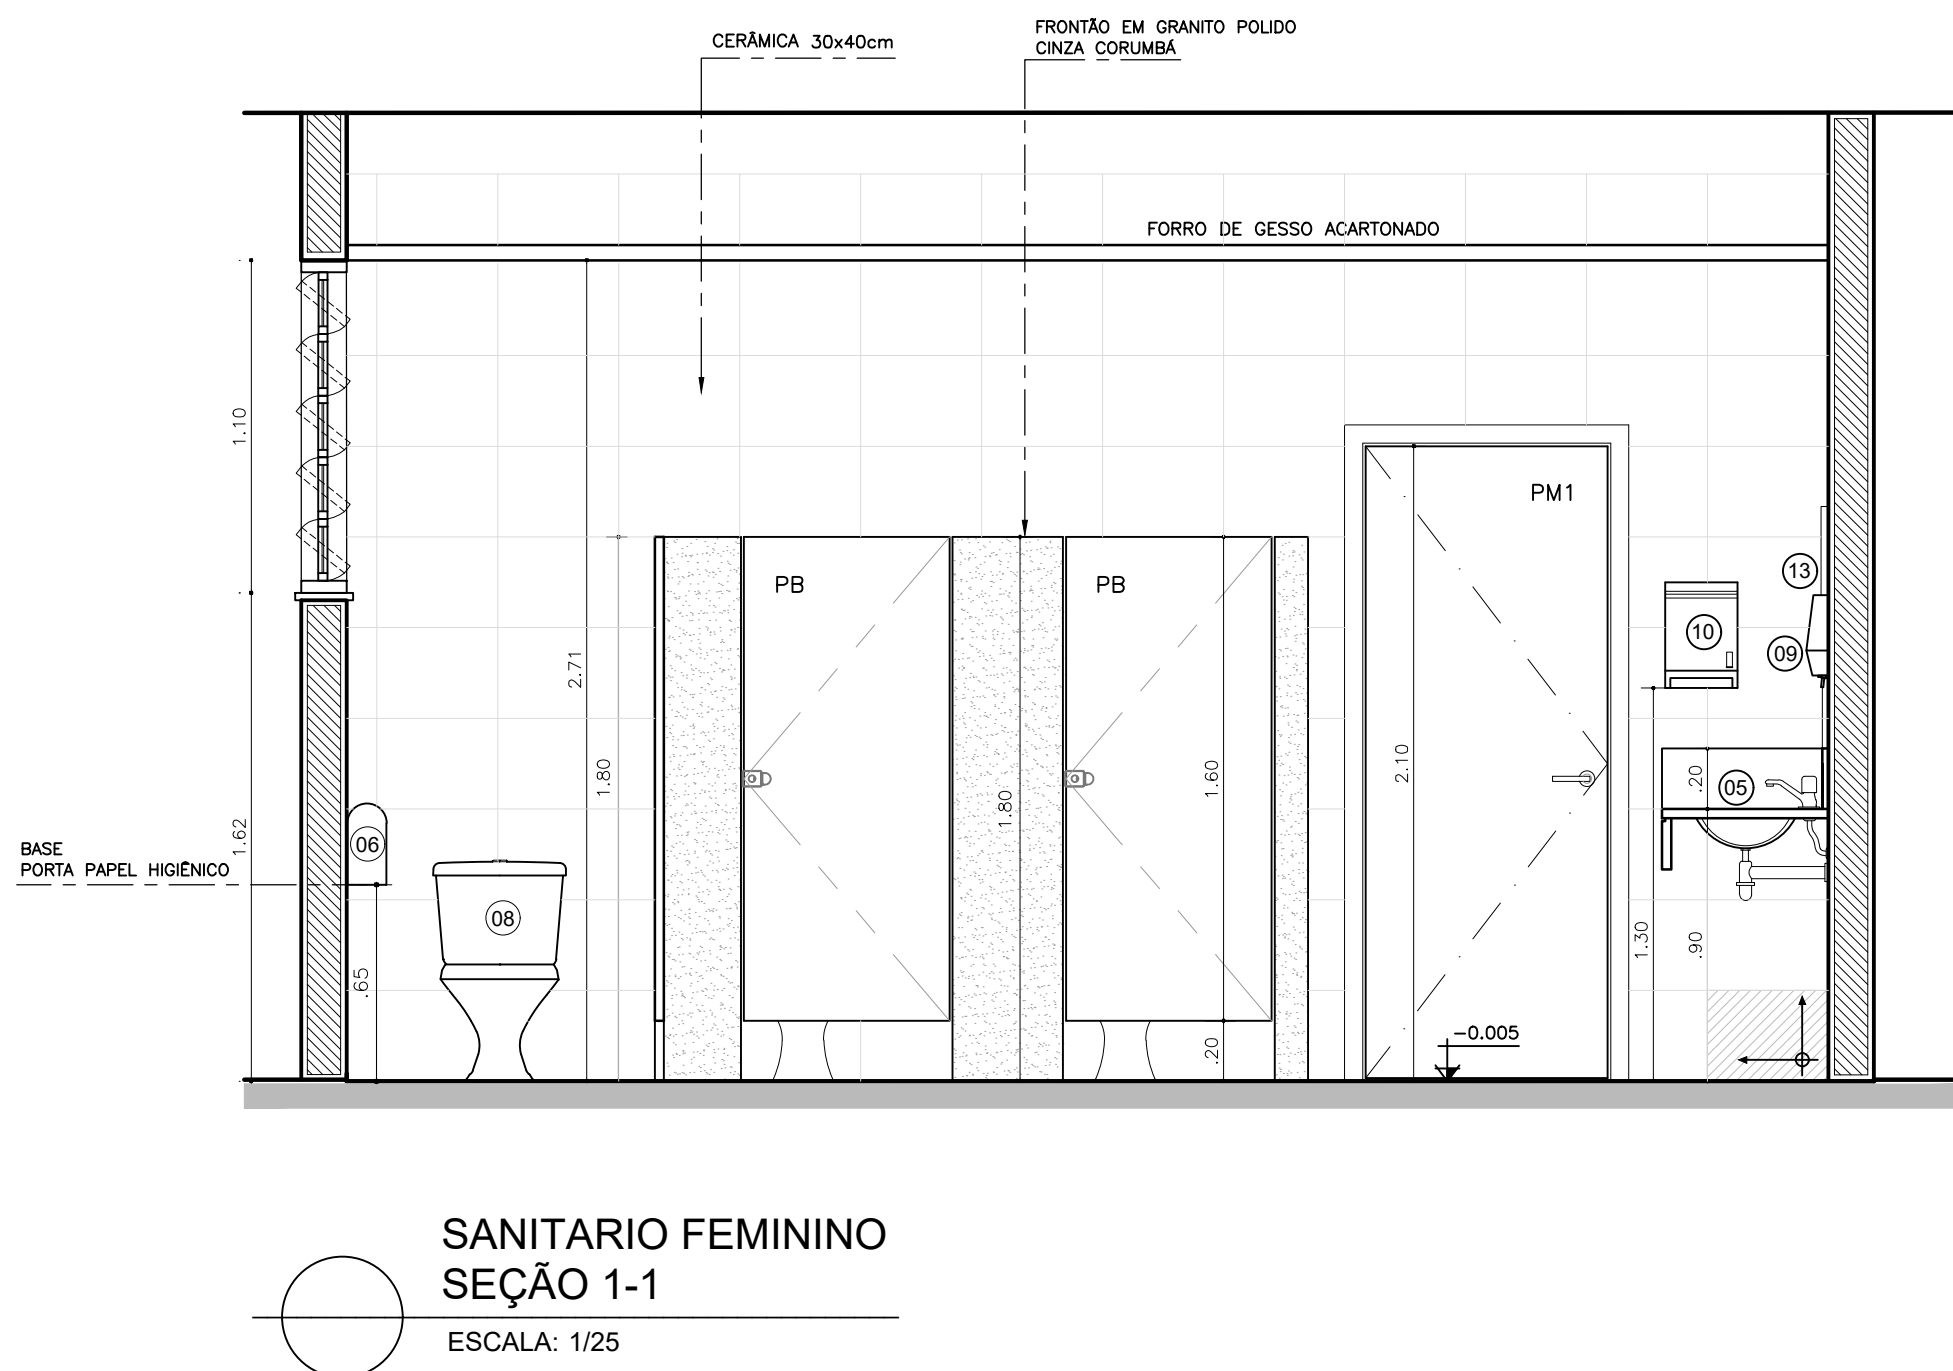 CERÂMICA 30x40cm
FRONTÃO EM GRANITO POLIDO
CINZA CORUMBÁ
FORRO DE GESSO ACARTONADO
1.10
PM1
PB
PB
13
10
09
2.71
1.80
1.80
1.60
2.10
.20
05
1.62
06
BASE
PORTA PAPEL HIGIÊNICO
08
.65
1.30
.90
.20
-0.005
SANITARIO FEMININO
SEÇÃO 1-1
ESCALA: 1/25